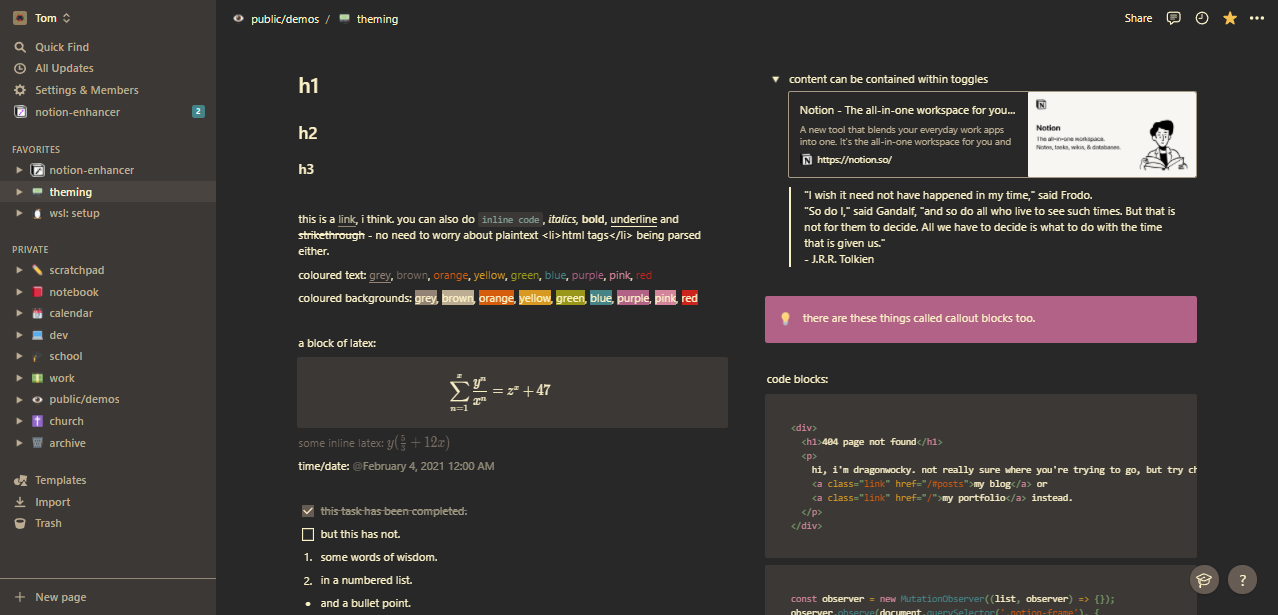 Tom
Quick Find
All Updates
Settings & Members
notion-enhancer 2
FAVORITES
notion-enhancer
theming
wsl: setup
PRIVATE
scratchpad
notebook
calendar
dev
school
work
public/demos
church
archive
Templates
Import
Trash
New page
public/demos / theming
Share
h1
h2
h3
this is a link, i think. you can also do inline code, italics, bold, underline and
strikethrough - no need to worry about plaintext <li>html tags</li> being parsed
either.
coloured text: grey, brown, orange, yellow, green, blue, purple, pink, red
coloured backgrounds: grey, brown, orange, yellow, green, blue, purple, pink, red
a block of latex:
∑_{n=1}^{x} y^n/x^n = z^x + 47
some inline latex: y(5/3 + 12x)
time/date: @February 4, 2021 12:00 AM
this task has been completed.
but this has not.
1. some words of wisdom.
2. in a numbered list.
• and a bullet point.
content can be contained within toggles
Notion - The all-in-one workspace for you...
A new tool that blends your everyday work apps
into one. It's the all-in-one workspace for you and
https://notion.so/
Notion
The all-in-one workspace.
Notes, tasks, wikis, & databases.
"I wish it need not have happened in my time," said Frodo.
"So do I," said Gandalf, "and so do all who live to see such times. But that is
not for them to decide. All we have to decide is what to do with the time
that is given us."
- J.R.R. Tolkien
there are these things called callout blocks too.
code blocks:
<div>
<h1>404 page not found</h1>
<p>
hi, i'm dragonwocky. not really sure where you're trying to go, but try ch
<a class="link" href="/#posts">my blog</a> or
<a class="link" href="/">my portfolio</a> instead.
</p>
</div>
const observer = new MutationObserver((list, observer) => {});
observer.observe(document.querySelector('.notion-frame'), {
?